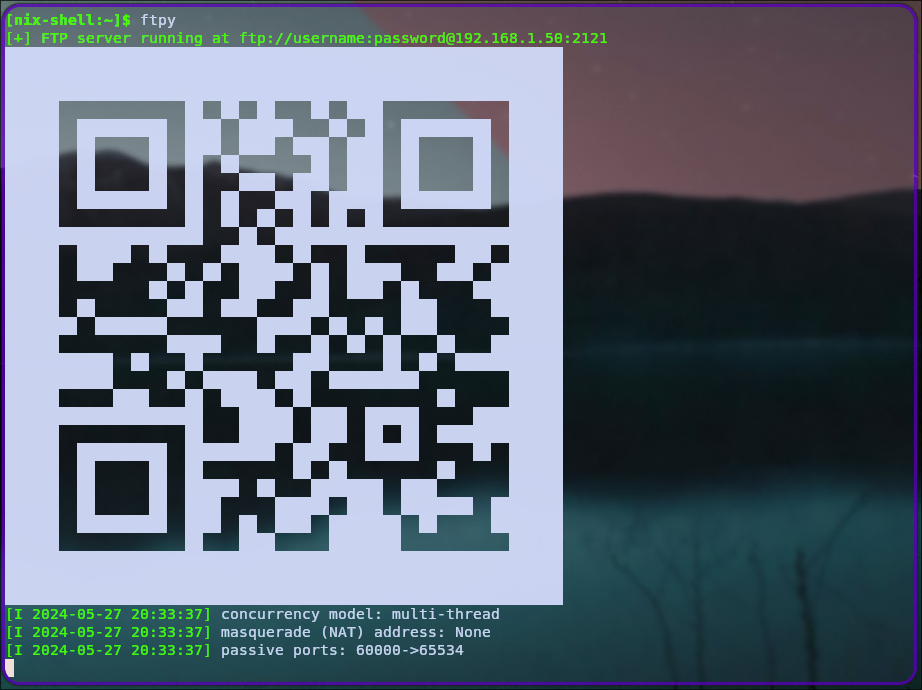 [nix-shell:~]$ ftpy
[+] FTP server running at ftp://username:password@192.168.1.50:2121
[I 2024-05-27 20:33:37] concurrency model: multi-thread
[I 2024-05-27 20:33:37] masquerade (NAT) address: None
[I 2024-05-27 20:33:37] passive ports: 60000->65534